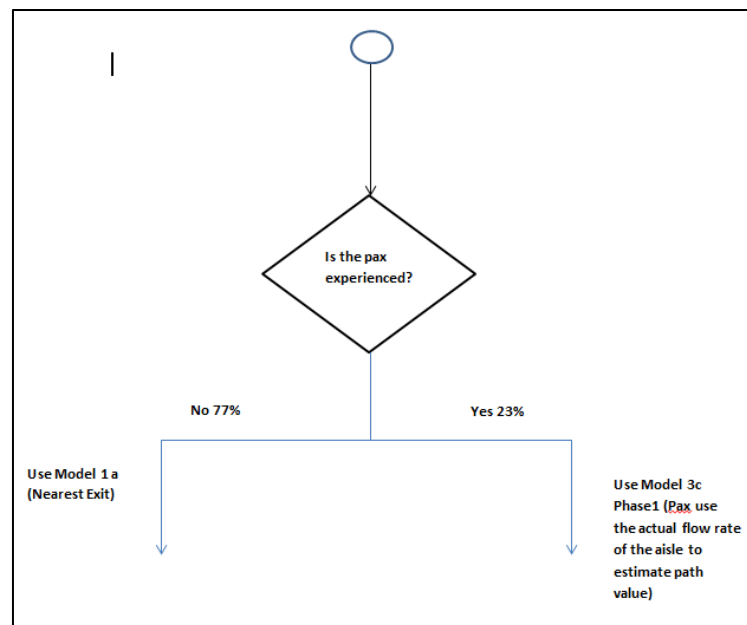 Is the pax
experienced?
No 77%
Yes 23%
Use Model 1 a
(Nearest Exit)
Use Model 3c
Phase1 (Pax use
the actual flow rate
of the aisle to
estimate path
value)